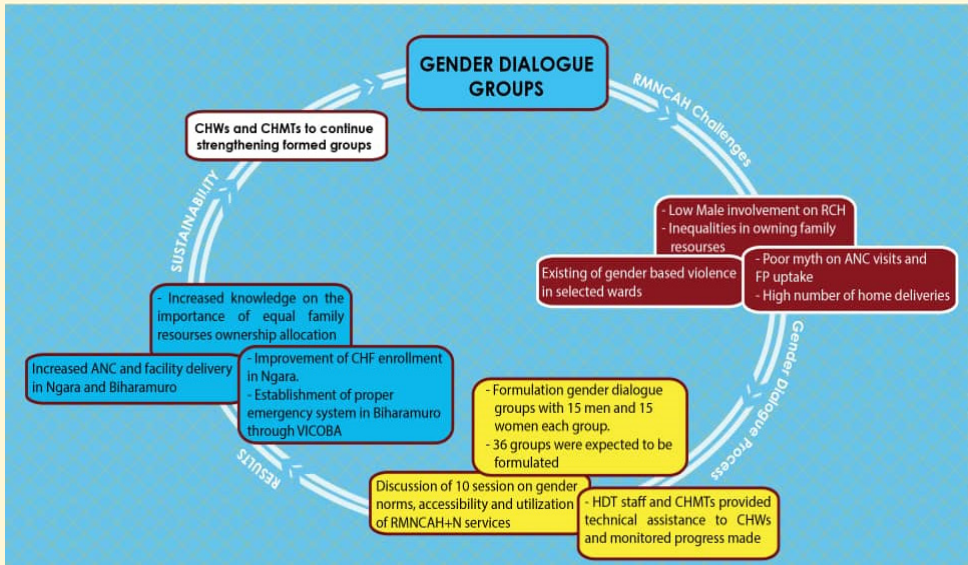 GENDER DIALOGUE
GROUPS
RMNCAH Challenges
- Low Male involvement on RCH
- Inequalities in owning family
resourses
Existing of gender based violence
in selected wards
- Poor myth on ANC visits and
FP uptake
- High number of home deliveries
Gender Dialogue Process
- Formulation gender dialogue
groups with 15 men and 15
women each group.
- 36 groups were expected to be
formulated
Discussion of 10 session on gender
norms, accessibility and utilization
of RMNCAH+N services
- HDT staff and CHMTs provided
technical assistance to CHWs
and monitored progress made
RESULTS
- Increased knowledge on the
importance of equal family
resourses ownership allocation
Increased ANC and facility delivery
in Ngara and Biharamuro
- Improvement of CHF enrollment
in Ngara.
- Establishment of proper
emergency system in Biharamuro
through VICOBA
SUSTAINABILITY
CHWs and CHMTs to continue
strengthening formed groups